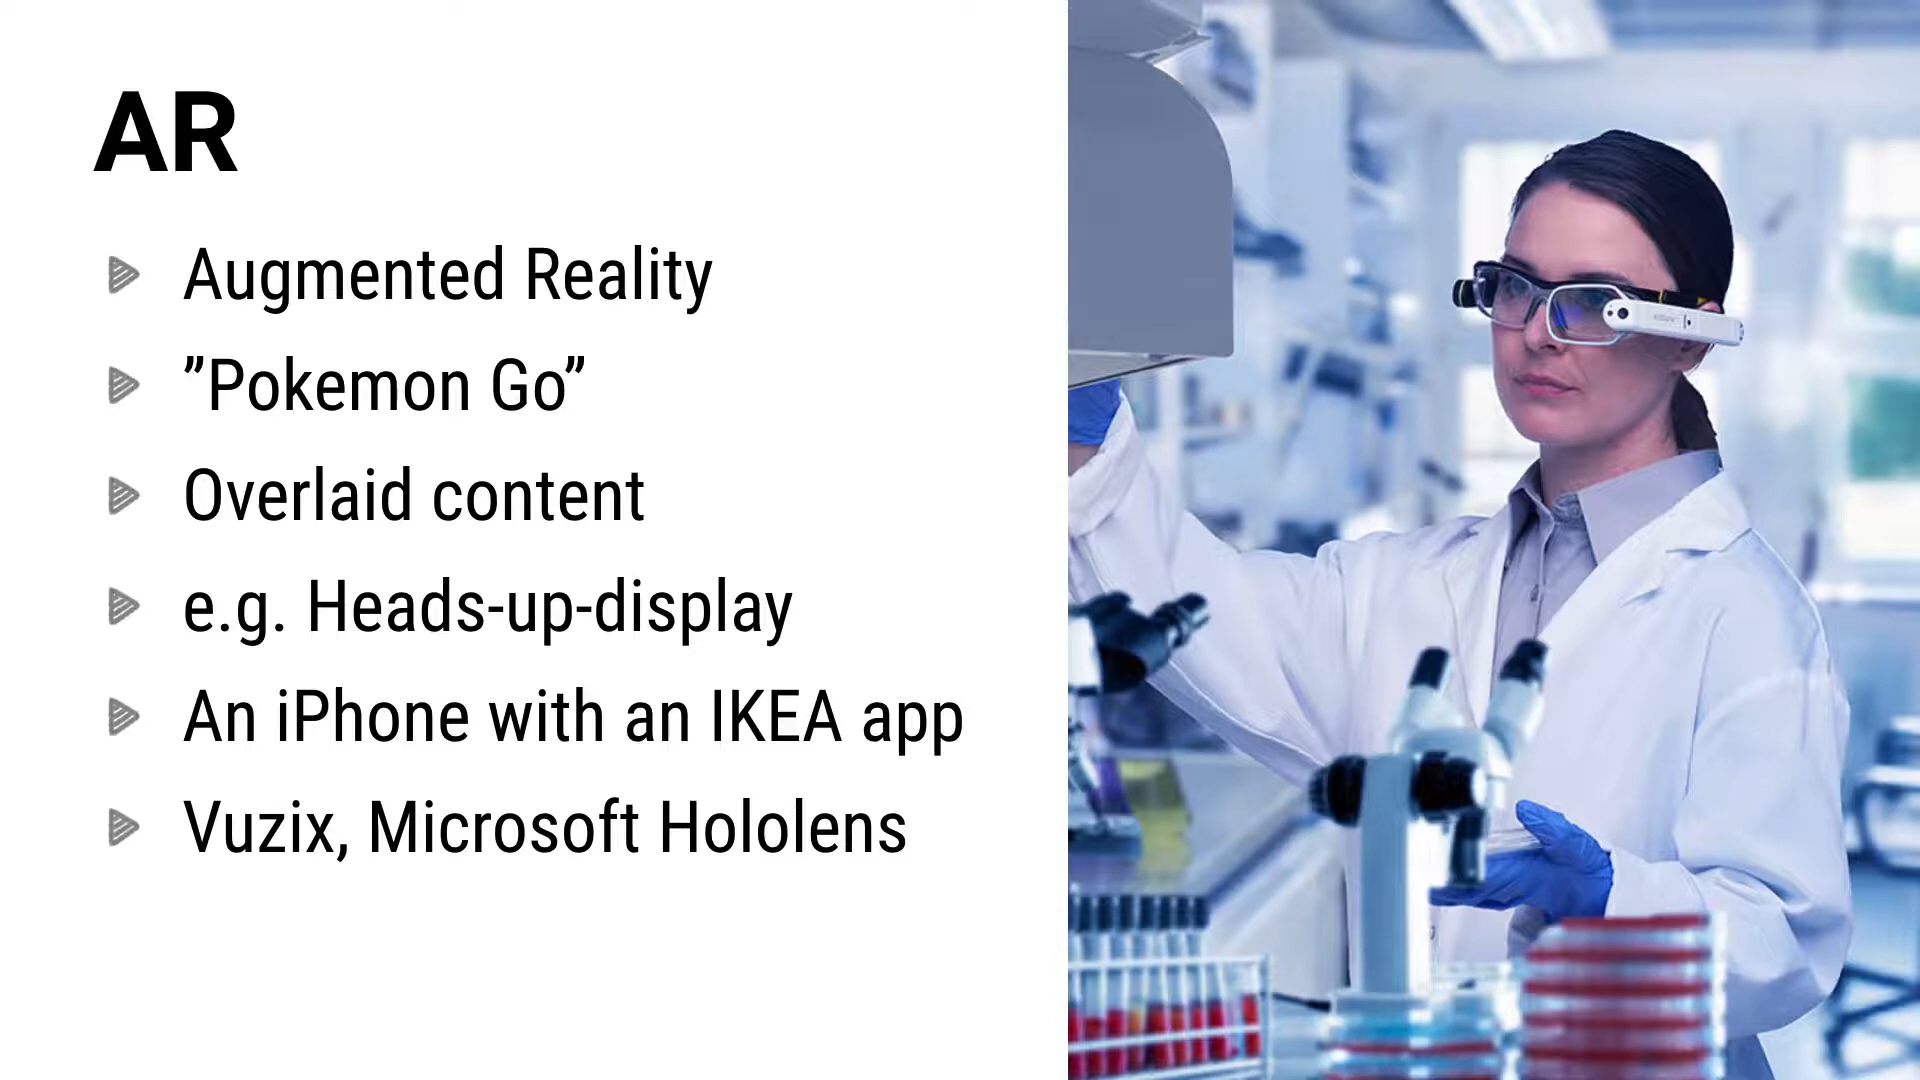 AR
Augmented Reality
”Pokemon Go”
Overlaid content
e.g. Heads-up-display
An iPhone with an IKEA app
Vuzix, Microsoft Hololens